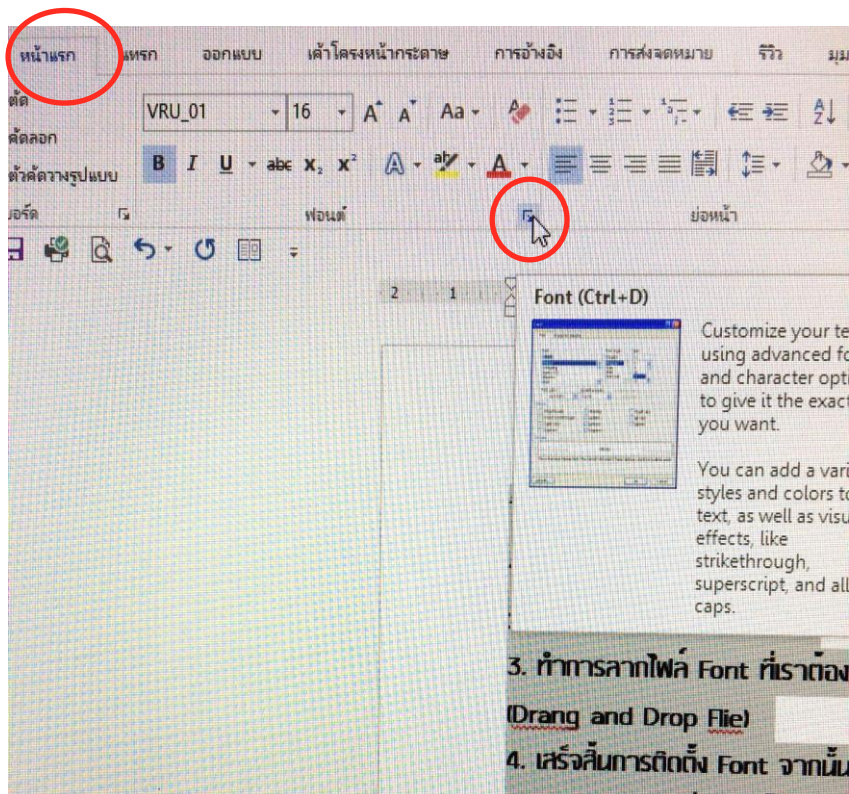 หน้าแรก แทรก ออกแบบ เค้าโครงหน้ากระดาษ การอ้างอิง การส่งจดหมาย รีวิว มุม
ตัด
คัดลอก
ตัวคัดวางรูปแบบ
VRU_01 16 A A Aa
B I U abc X₂ X² A ab A
บอร์ด ฟอนต์ ย่อหน้า
2 1
Font (Ctrl+D)
Customize your te
using advanced fo
and character opti
to give it the exact
you want.
You can add a vari
styles and colors to
text, as well as visu
effects, like
strikethrough,
superscript, and all
caps.
3. ทำการลากไฟล์ Font ที่เราต้อง
(Drang and Drop Flie)
4. เสร็จสิ้นการติดตั้ง Font จากนั้น